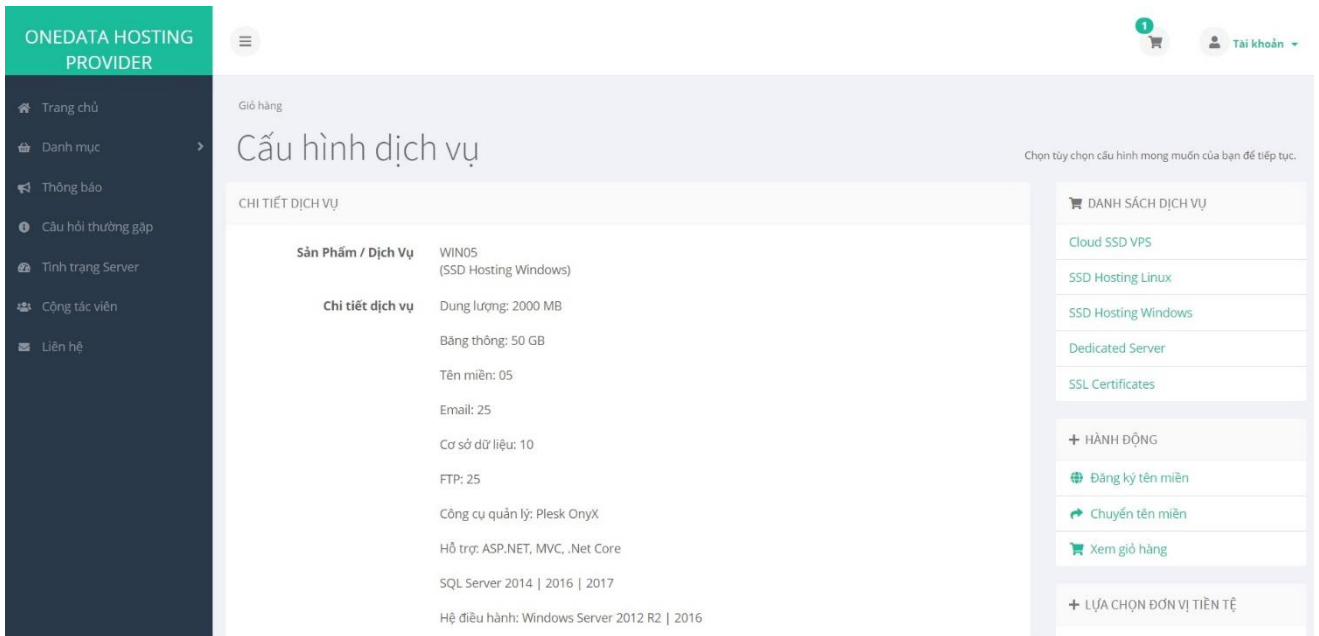 ONEDATA HOSTING
PROVIDER
1
Tài khoản
Trang chủ
Danh mục
Thông báo
Câu hỏi thường gặp
Tình trạng Server
Cộng tác viên
Liên hệ
Giỏ hàng
Cấu hình dịch vụ
Chọn tùy chọn cấu hình mong muốn của bạn để tiếp tục.
CHI TIẾT DỊCH VỤ
Sản Phẩm / Dịch Vụ
WIN05
(SSD Hosting Windows)
Chi tiết dịch vụ
Dung lượng: 2000 MB
Băng thông: 50 GB
Tên miền: 05
Email: 25
Cơ sở dữ liệu: 10
FTP: 25
Công cụ quản lý: Plesk OnyX
Hỗ trợ: ASP.NET, MVC, .Net Core
SQL Server 2014 | 2016 | 2017
Hệ điều hành: Windows Server 2012 R2 | 2016
DANH SÁCH DỊCH VỤ
Cloud SSD VPS
SSD Hosting Linux
SSD Hosting Windows
Dedicated Server
SSL Certificates
HÀNH ĐỘNG
Đăng ký tên miền
Chuyển tên miền
Xem giỏ hàng
LỰA CHỌN ĐƠN VỊ TIỀN TỆ